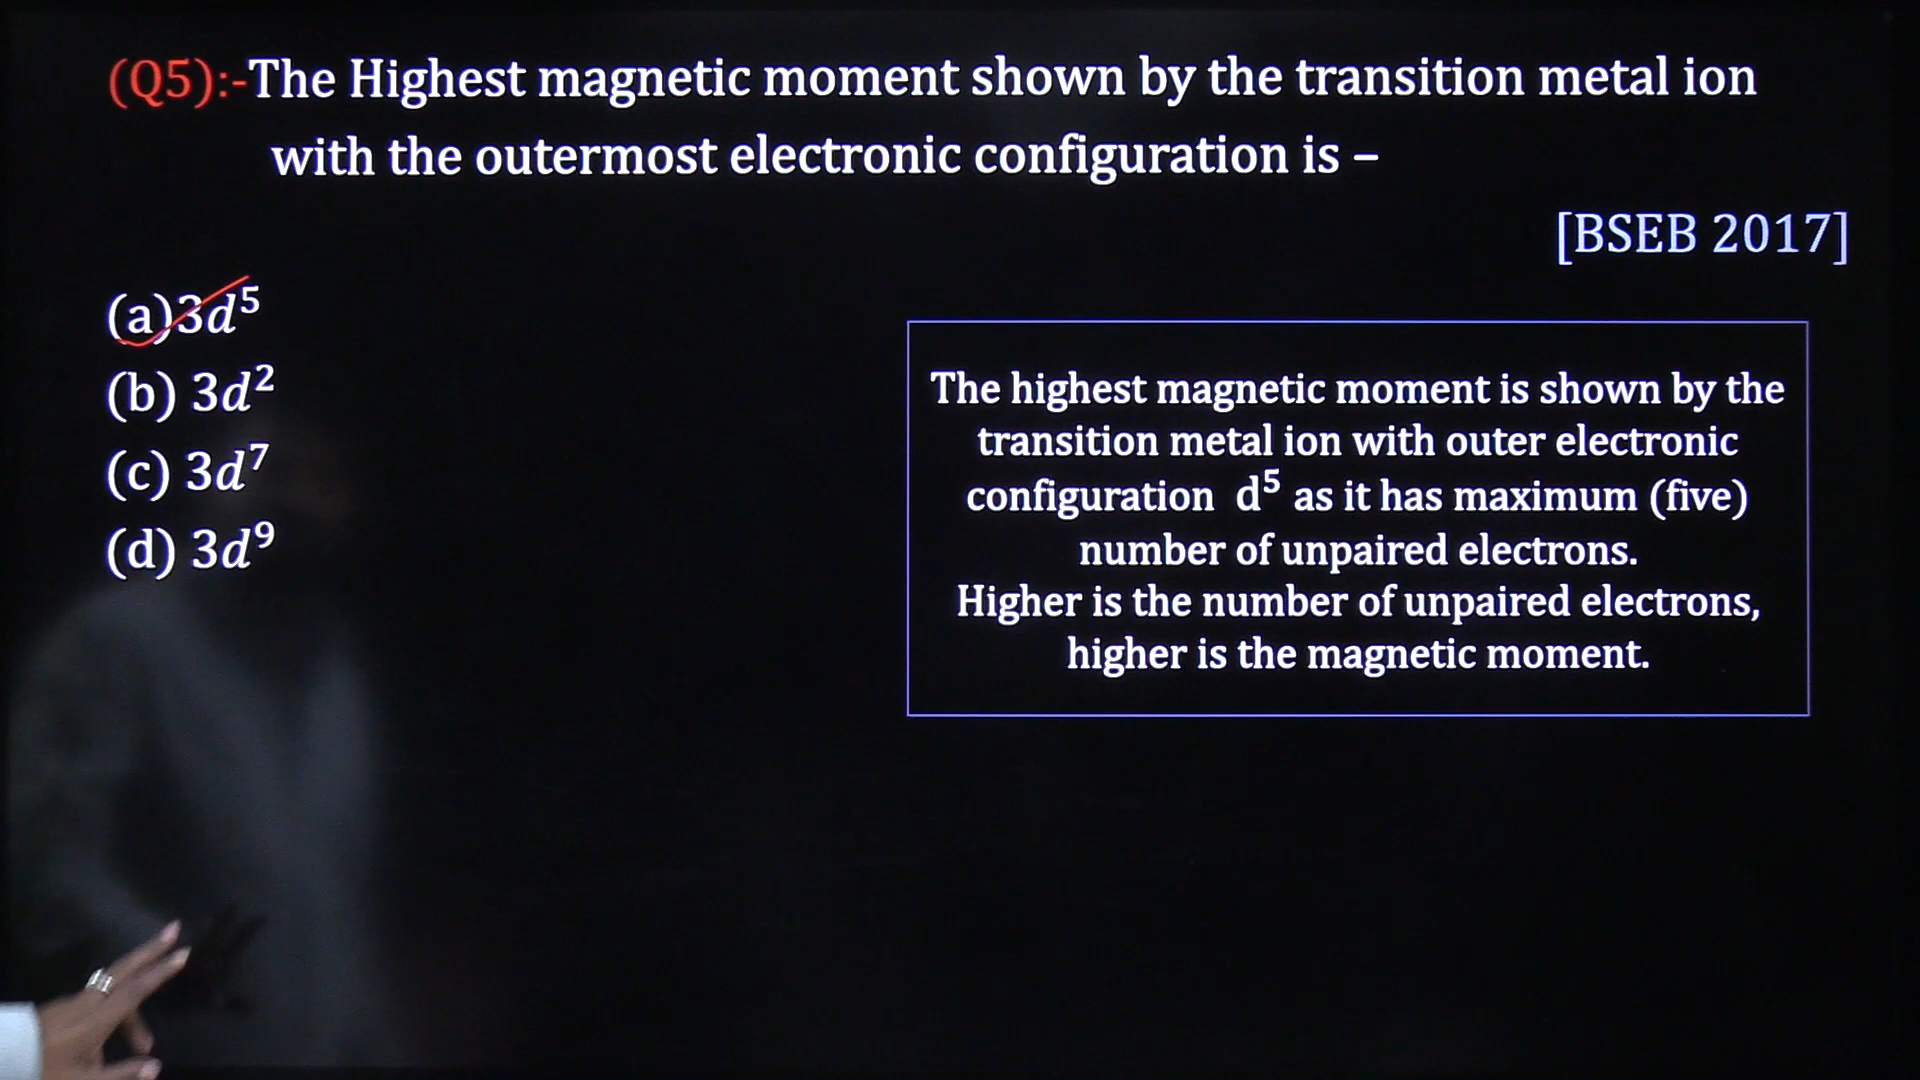 (Q5):-The Highest magnetic moment shown by the transition metal ion
with the outermost electronic configuration is –
[BSEB 2017]
(a)3d⁵
(b) 3d²
(c) 3d⁷
(d) 3d⁹
The highest magnetic moment is shown by the
transition metal ion with outer electronic
configuration d⁵ as it has maximum (five)
number of unpaired electrons.
Higher is the number of unpaired electrons,
higher is the magnetic moment.